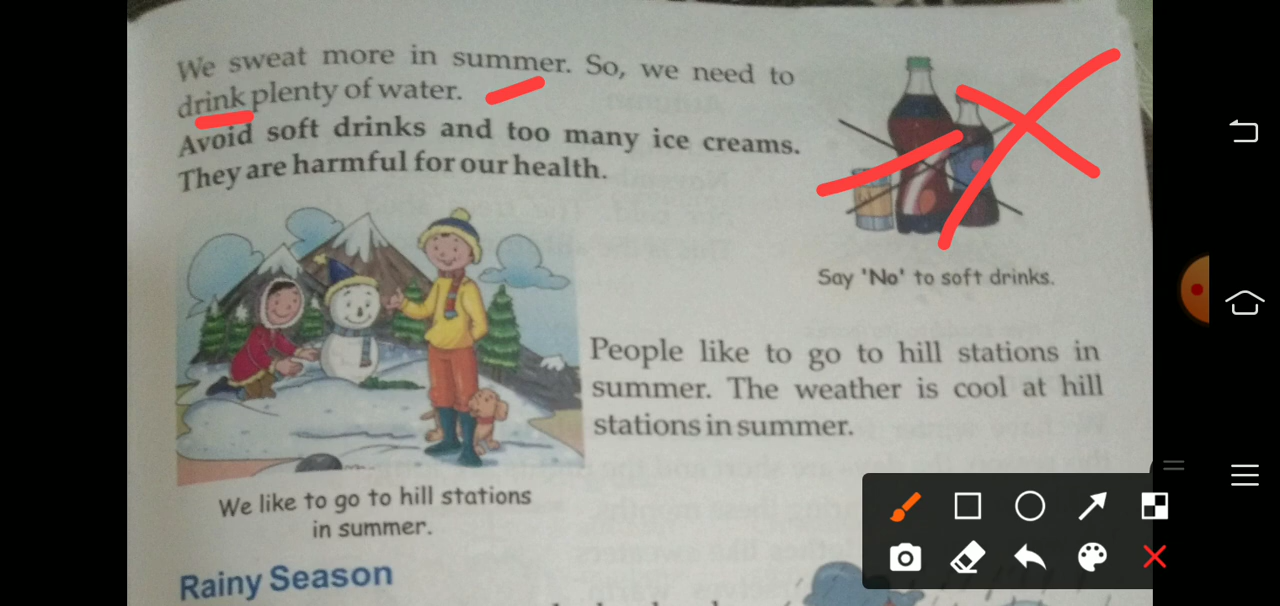 We sweat more in summer. So, we need to
drink plenty of water.
Avoid soft drinks and too many ice creams.
They are harmful for our health.
Say 'No' to soft drinks.
People like to go to hill stations in
summer. The weather is cool at hill
stations in summer.
We like to go to hill stations
in summer.
Rainy Season